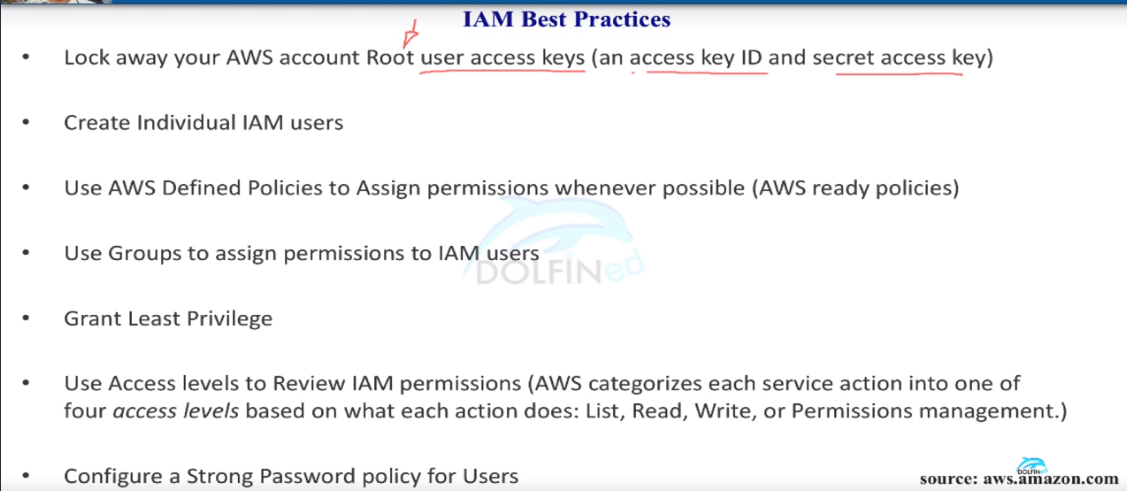 IAM Best Practices
• Lock away your AWS account Root user access keys (an access key ID and secret access key)
• Create Individual IAM users
• Use AWS Defined Policies to Assign permissions whenever possible (AWS ready policies)
• Use Groups to assign permissions to IAM users
DOLFINed
• Grant Least Privilege
• Use Access levels to Review IAM permissions (AWS categorizes each service action into one of
four access levels based on what each action does: List, Read, Write, or Permissions management.)
• Configure a Strong Password policy for Users
DOLFINed
source: aws.amazon.com